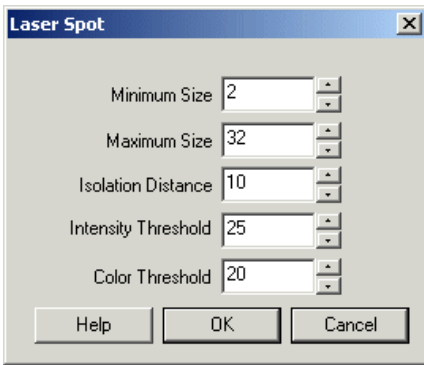 Laser Spot
Minimum Size 2
Maximum Size 32
Isolation Distance 10
Intensity Threshold 25
Color Threshold 20
Help OK Cancel